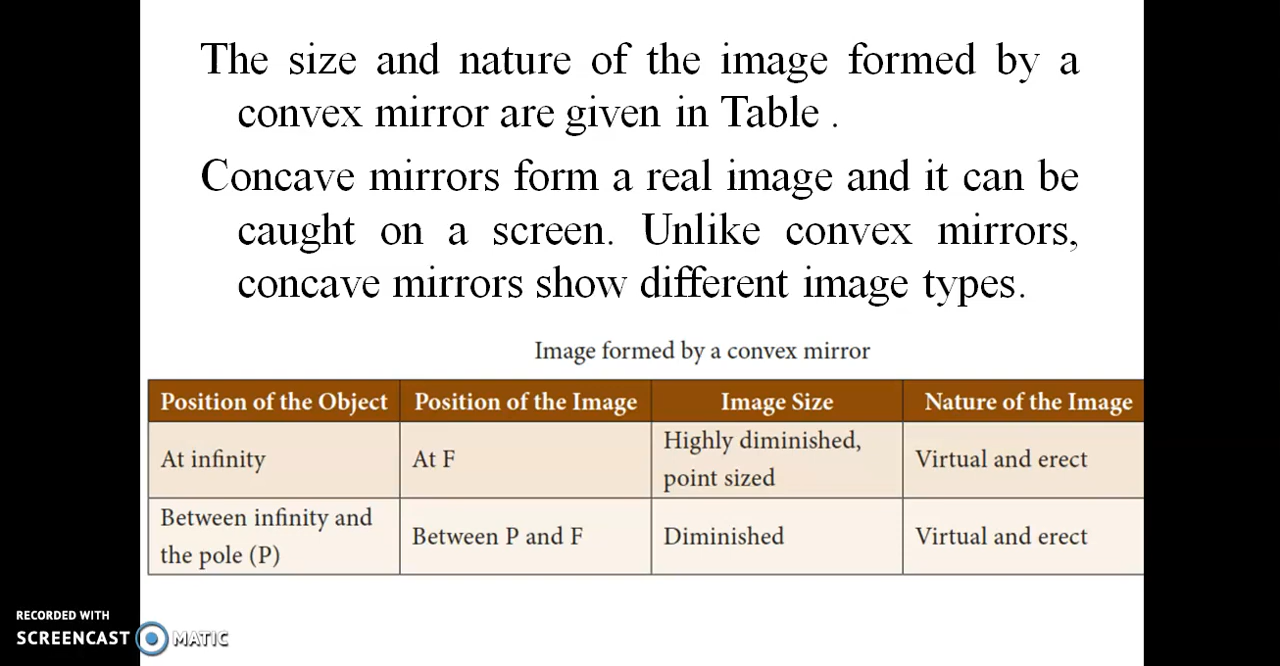 The size and nature of the image formed by a
convex mirror are given in Table .
Concave mirrors form a real image and it can be
caught on a screen. Unlike convex mirrors,
concave mirrors show different image types.
Image formed by a convex mirror
Position of the Object Position of the Image Image Size Nature of the Image
At infinity At F Highly diminished, point sized Virtual and erect
Between infinity and the pole (P) Between P and F Diminished Virtual and erect
RECORDED WITH
SCREENCAST MATIC